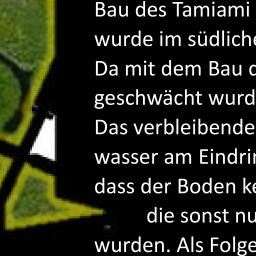 Bau des Tamiami
wurde im südliche
Da mit dem Bau d
geschwächt wurd
Das verbleibende
wasser am Eindri
dass der Boden ke
die sonst nu
wurden. Als Folge